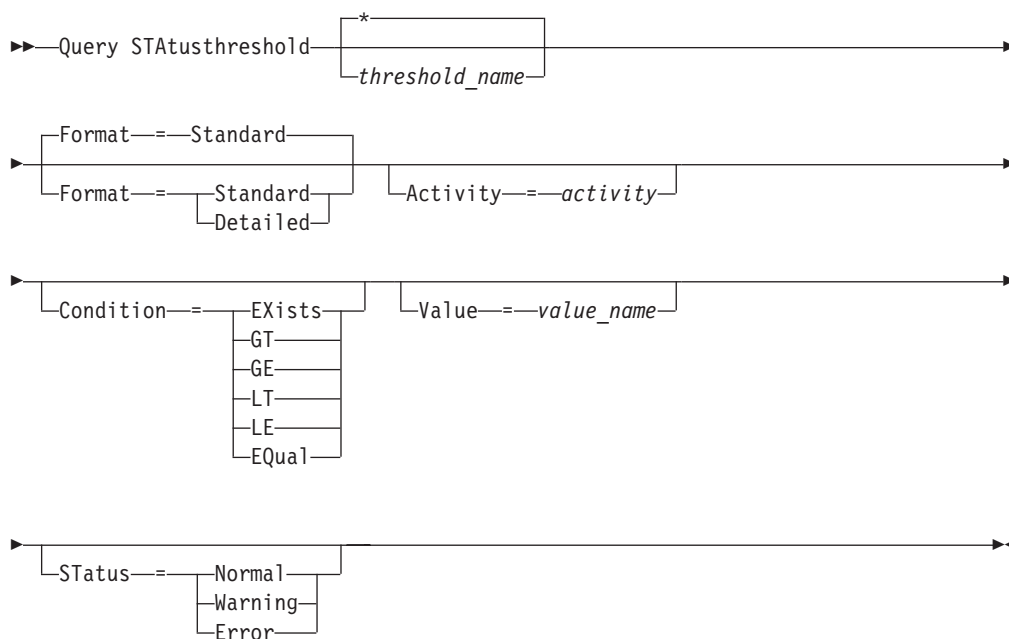 *
Query STAtusthreshold
threshold_name
Format = Standard
Format = Standard
Detailed
Activity = activity
Condition = EXists
GT
GE
LT
LE
EQual
Value = value_name
STatus = Normal
Warning
Error